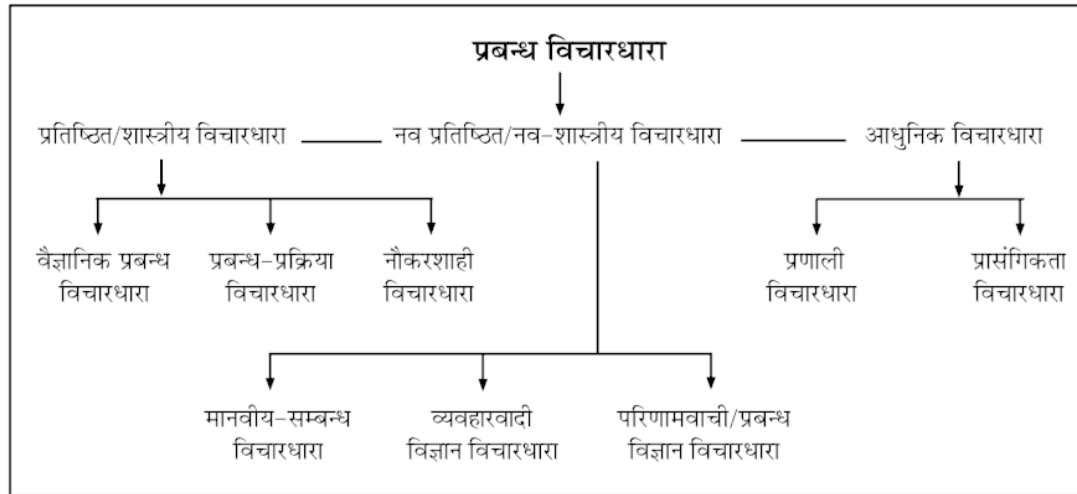 प्रबन्ध विचारधारा
प्रतिष्ठित/शास्त्रीय विचारधारा
नव प्रतिष्ठित/नव-शास्त्रीय विचारधारा
आधुनिक विचारधारा
वैज्ञानिक प्रबन्ध
विचारधारा
प्रबन्ध-प्रक्रिया
विचारधारा
नौकरशाही
विचारधारा
प्रणाली
विचारधारा
प्रासंगिकता
विचारधारा
मानवीय-सम्बन्ध
विचारधारा
व्यवहारवादी
विज्ञान विचारधारा
परिणामवाची/प्रबन्ध
विज्ञान विचारधारा